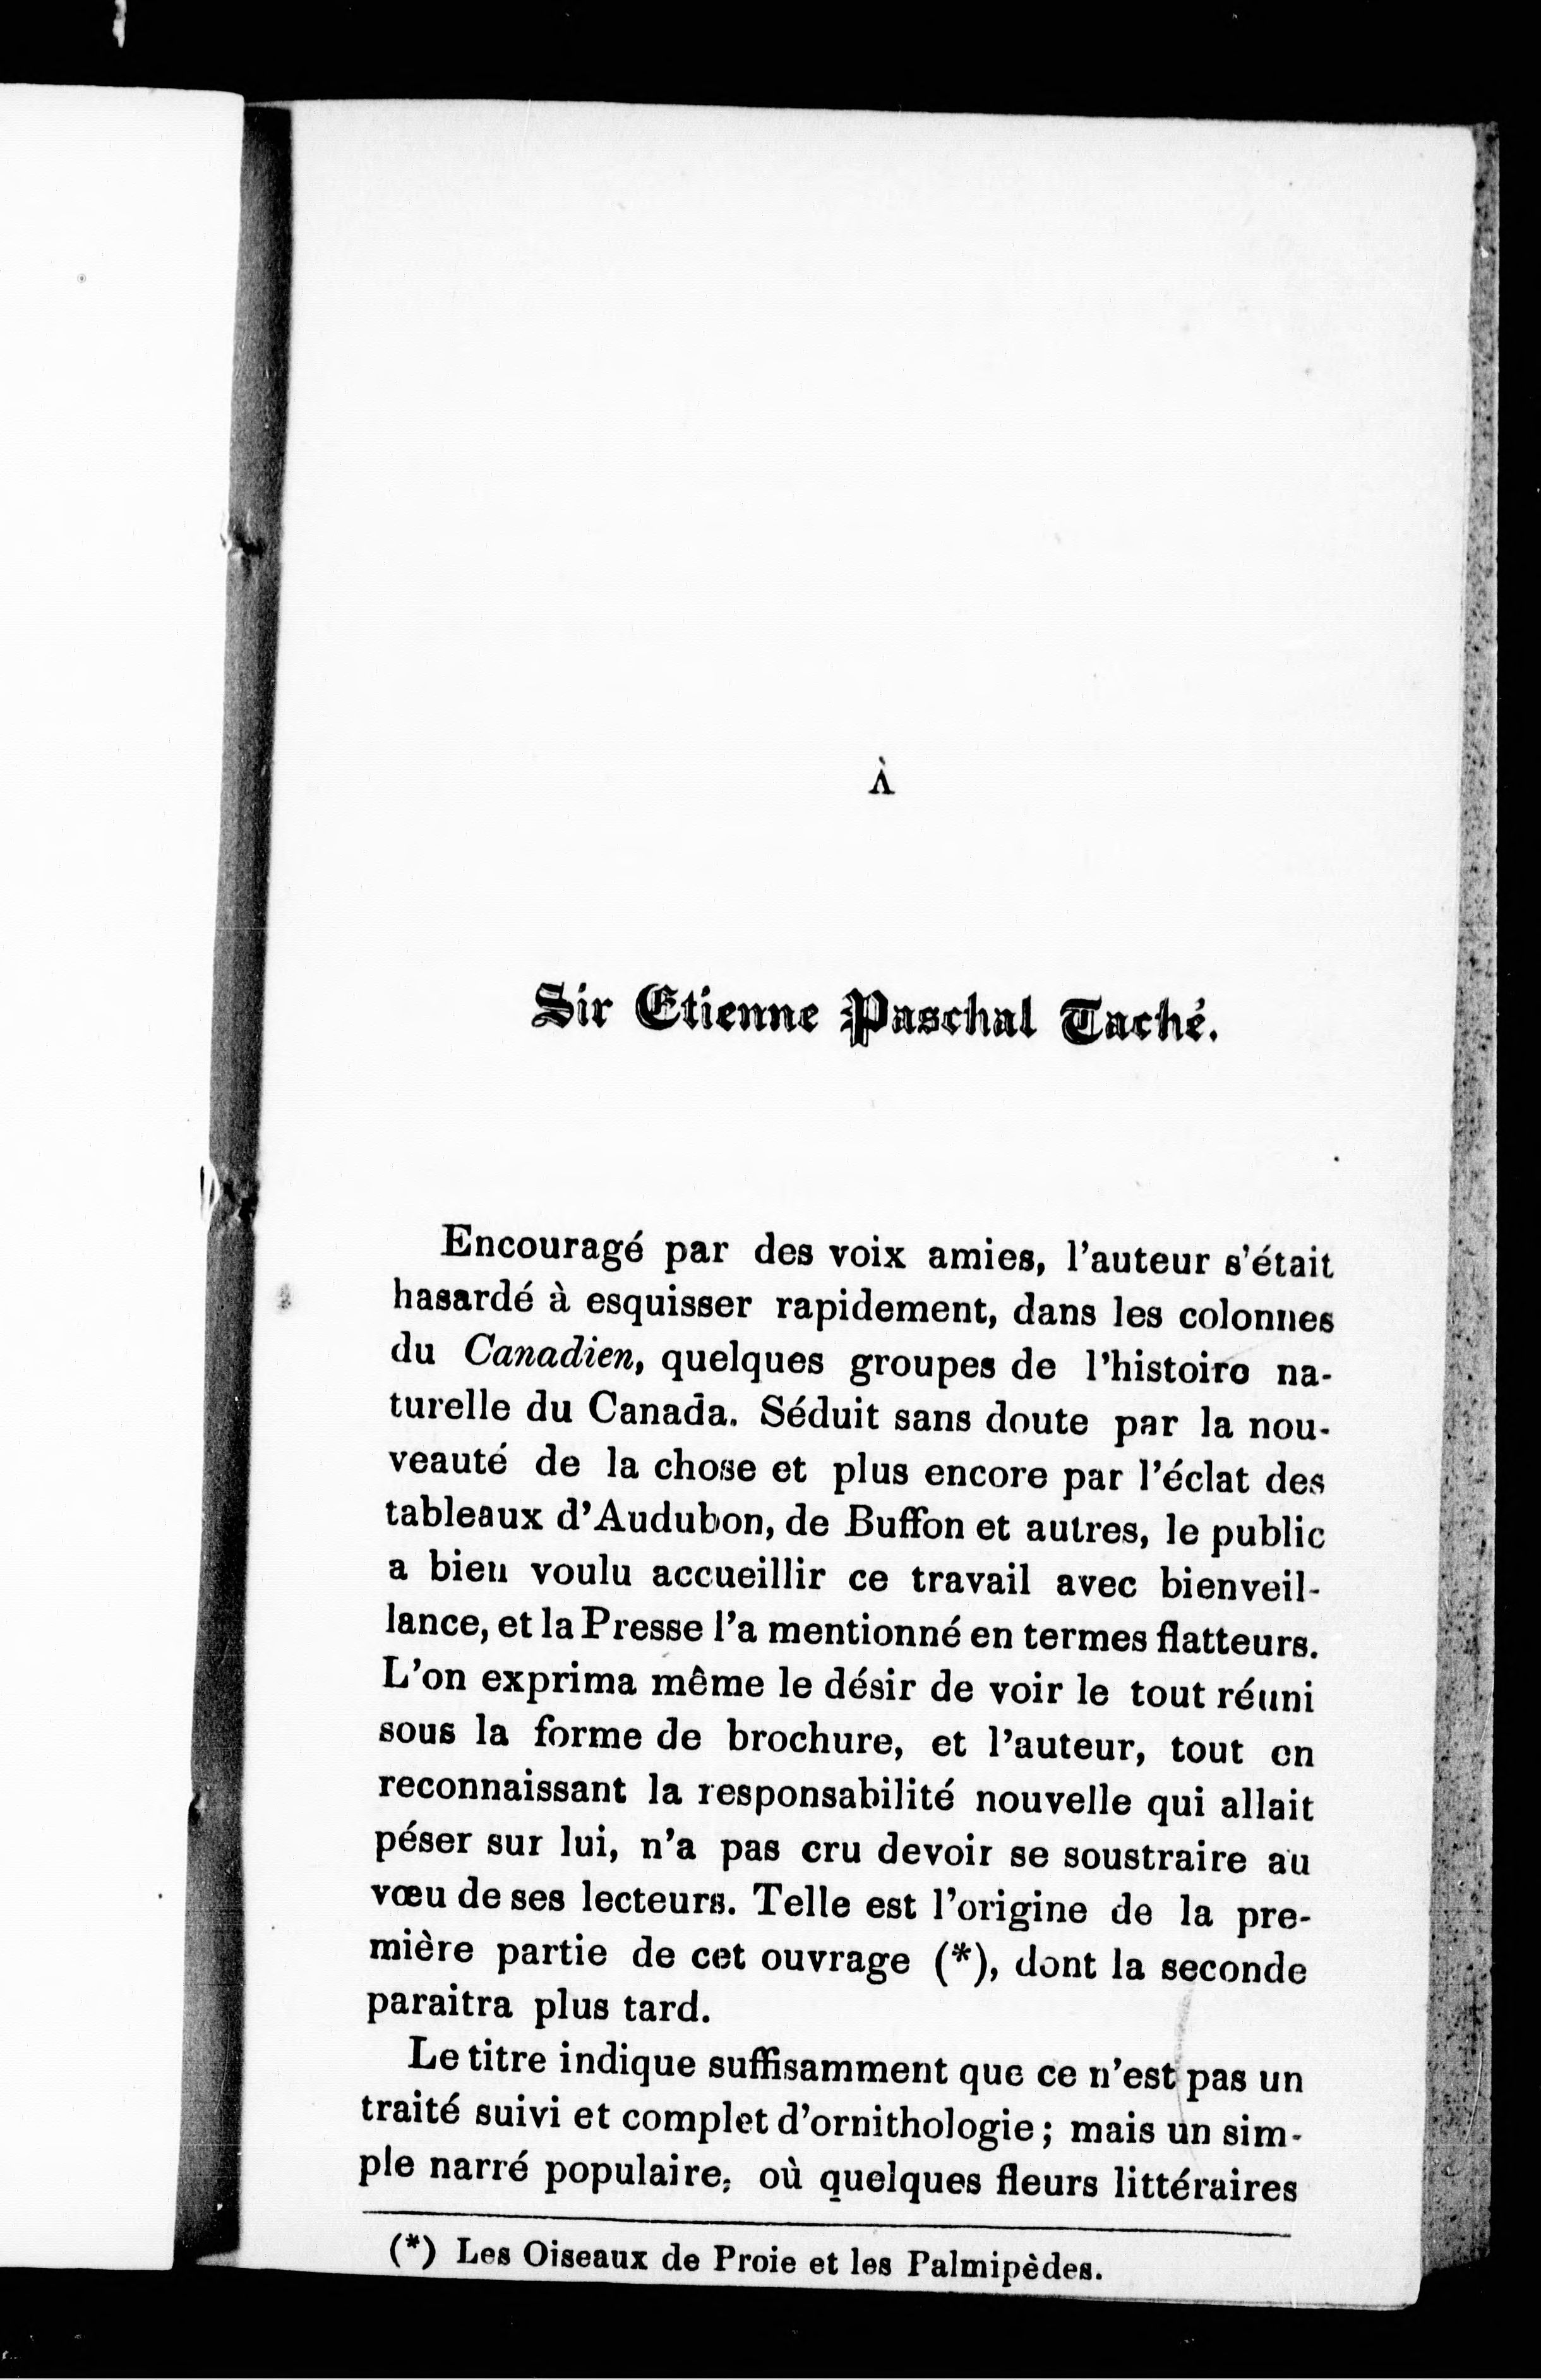 À
Sir Etienne Paschal Taché.
Encouragé par des voix amies, l'auteur s'était
hasardé à esquisser rapidement, dans les colonnes
du Canadien, quelques groupes de l'histoire na-
turelle du Canada. Séduit sans doute par la nou-
veauté de la chose et plus encore par l'éclat des
tableaux d'Audubon, de Buffon et autres, le public
a bien voulu accueillir ce travail avec bienveil-
lance, et la Presse l'a mentionné en termes flatteurs.
L'on exprima même le désir de voir le tout réuni
sous la forme de brochure, et l'auteur, tout en
reconnaissant la responsabilité nouvelle qui allait
péser sur lui, n'a pas cru devoir se soustraire au
vœu de ses lecteurs. Telle est l'origine de la pre-
mière partie de cet ouvrage (*), dont la seconde
paraitra plus tard.
Le titre indique suffisamment que ce n'est pas un
traité suivi et complet d'ornithologie ; mais un sim-
ple narré populaire, où quelques fleurs littéraires
(*) Les Oiseaux de Proie et les Palmipèdes.